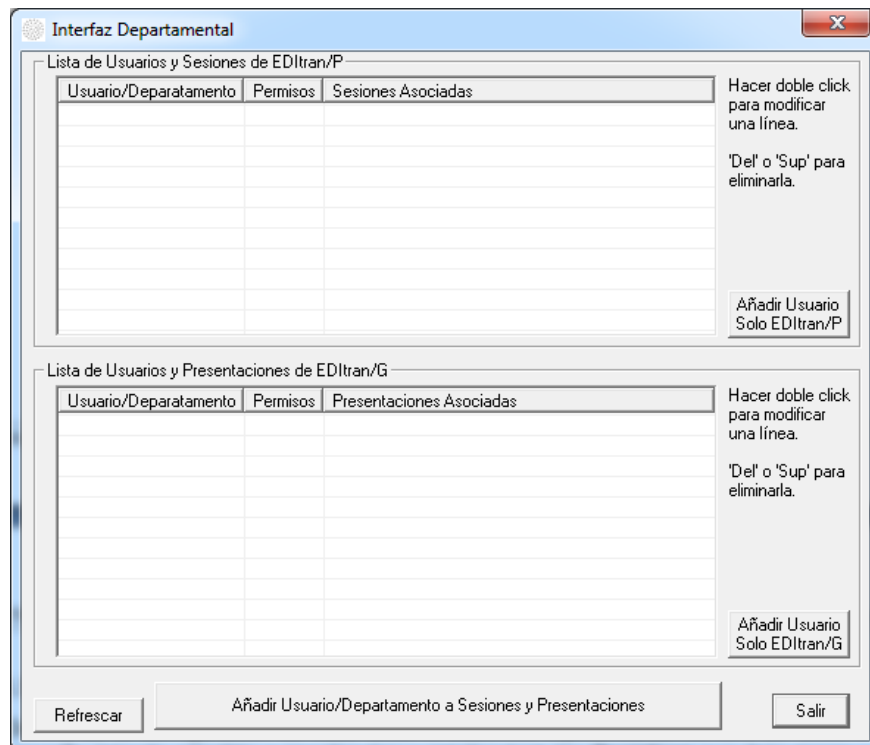 Interfaz Departamental
Lista de Usuarios y Sesiones de EDItran/P
Usuario/Deparatamento Permisos Sesiones Asociadas
Hacer doble click
para modificar
una línea.
'Del' o 'Sup' para
eliminarla.
Añadir Usuario
Solo EDItran/P
Lista de Usuarios y Presentaciones de EDItran/G
Usuario/Deparatamento Permisos Presentaciones Asociadas
Hacer doble click
para modificar
una línea.
'Del' o 'Sup' para
eliminarla.
Añadir Usuario
Solo EDItran/G
Refrescar
Añadir Usuario/Departamento a Sesiones y Presentaciones
Salir